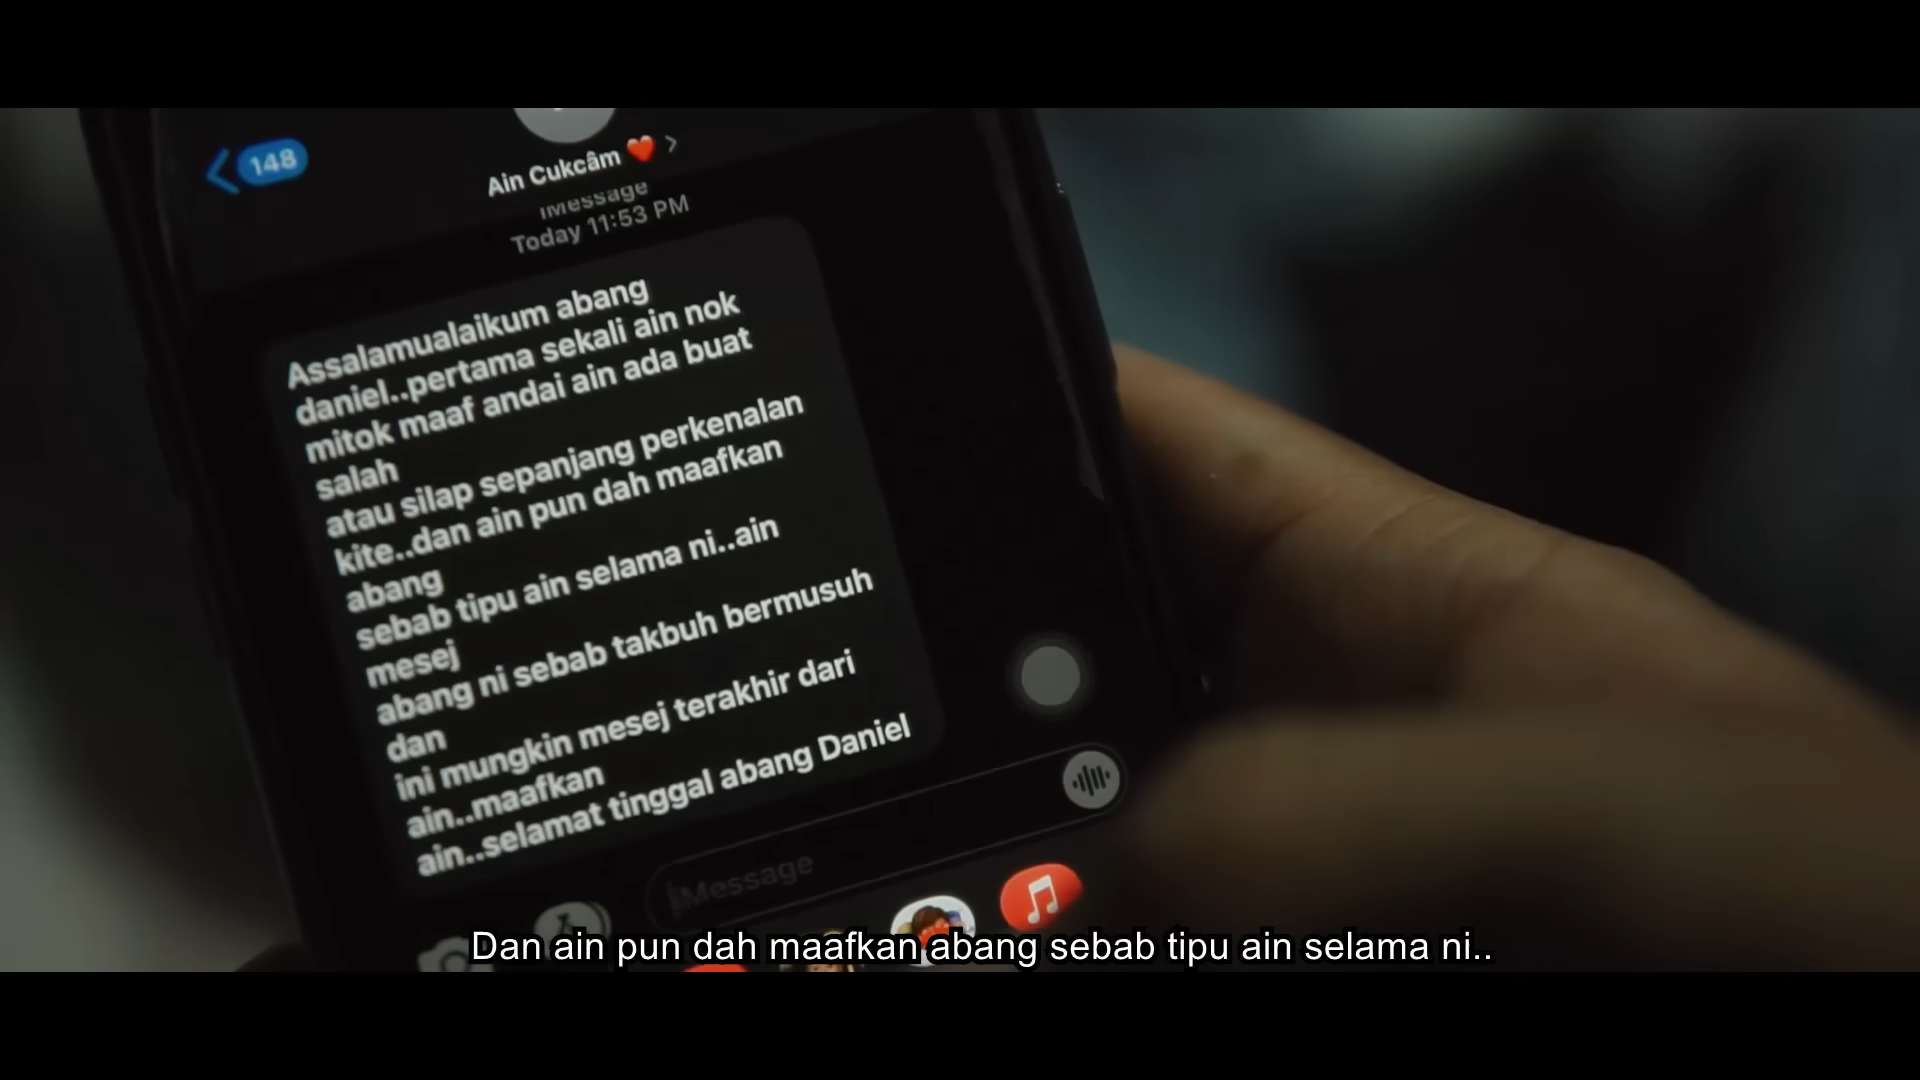 148
Ain Cukcâm ❤️ >
iMessage
Today 11:53 PM
Assalamualaikum abang
daniel..pertama sekali ain nok
mitok maaf andai ain ada buat
salah
atau silap sepanjang perkenalan
kite..dan ain pun dah maafkan
abang
sebab tipu ain selama ni..ain
mesej
abang ni sebab takbuh bermusuh
dan
ini mungkin mesej terakhir dari
ain..maafkan
ain..selamat tinggal abang Daniel
iMessage
Dan ain pun dah maafkan abang sebab tipu ain selama ni..